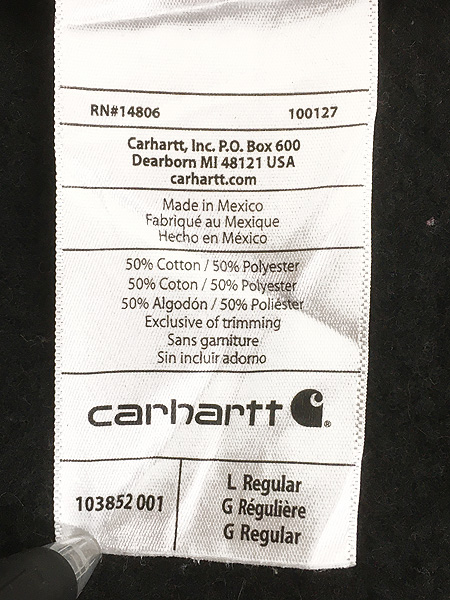 RN#14806 100127
Carhartt, Inc. P.O. Box 600
Dearborn MI 48121 USA
carhartt.com
Made in Mexico
Fabriqué au Mexique
Hecho en México
50% Cotton / 50% Polyester
50% Coton / 50% Polyester
50% Algodón / 50% Poliéster
Exclusive of trimming
Sans garniture
Sin incluir adorno
carhartt ®
103852 001
L Regular
G Régulière
G Regular